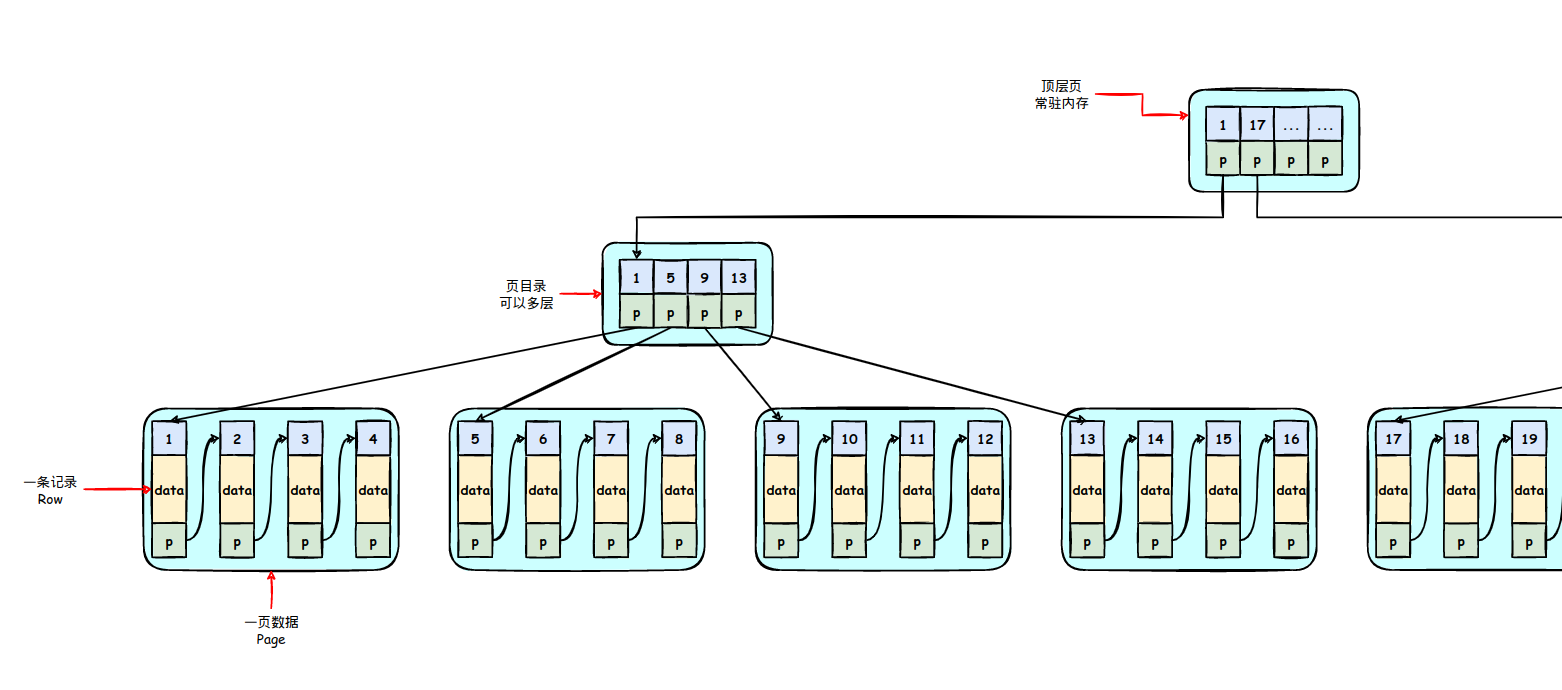 顶层页
常驻内存
1 17 ... ...
p p p p
页目录
可以多层
1 5 9 13
p p p p
一条记录
Row
1 2 3 4 5 6 7 8 9 10 11 12 13 14 15 16 17 18 19
data data data data data data data data data data data data data data data data data data data
p p p p p p p p p p p p p p p p p p p
一页数据
Page